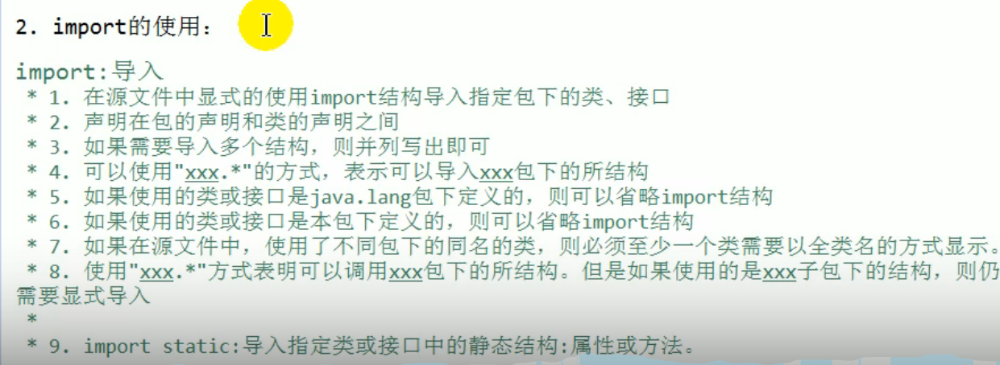 2. import的使用：
import:导入
* 1. 在源文件中显式的使用import结构导入指定包下的类、接口
* 2. 声明在包的声明和类的声明之间
* 3. 如果需要导入多个结构，则并列写出即可
* 4. 可以使用"xxx.*"的方式，表示可以导入xxx包下的所结构
* 5. 如果使用的类或接口是java.lang包下定义的，则可以省略import结构
* 6. 如果使用的类或接口是本包下定义的，则可以省略import结构
* 7. 如果在源文件中，使用了不同包下的同名的类，则必须至少一个类需要以全类名的方式显示。
* 8. 使用"xxx.*"方式表明可以调用xxx包下的所结构。但是如果使用的是xxx子包下的结构，则仍
需要显式导入
*
* 9. import static:导入指定类或接口中的静态结构:属性或方法。